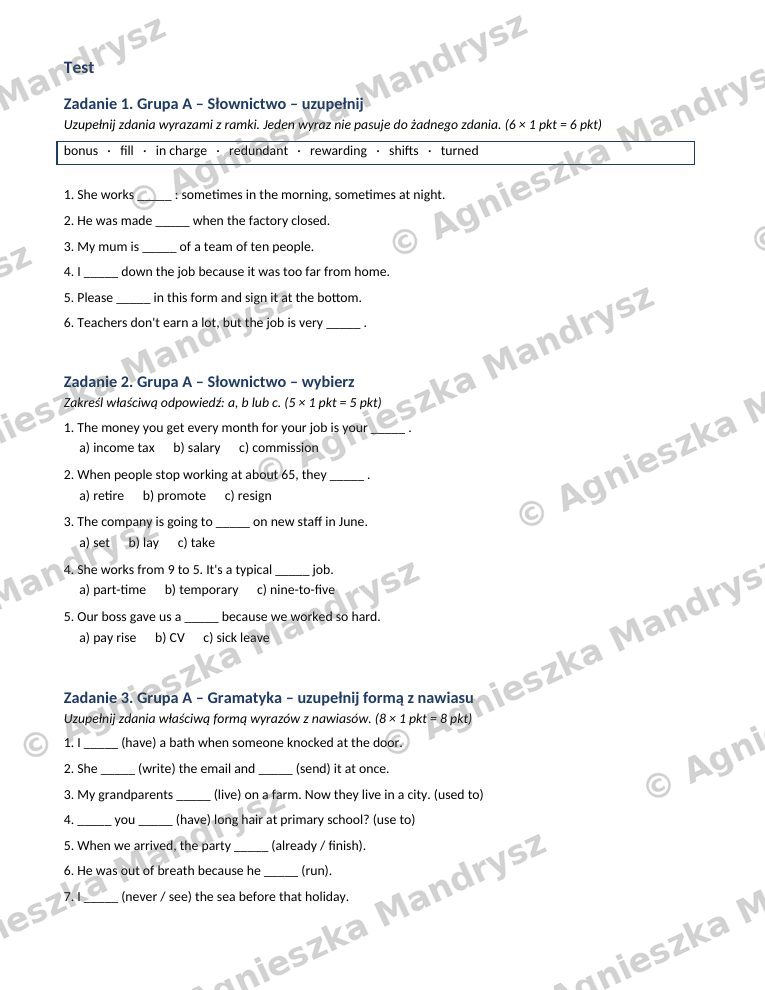 Test
Zadanie 1. Grupa A – Słownictwo – uzupełnij
Uzupełnij zdania wyrazami z ramki. Jeden wyraz nie pasuje do żadnego zdania. (6 × 1 pkt = 6 pkt)
bonus · fill · in charge · redundant · rewarding · shifts · turned
1. She works _____ : sometimes in the morning, sometimes at night.
2. He was made _____ when the factory closed.
3. My mum is _____ of a team of ten people.
4. I _____ down the job because it was too far from home.
5. Please _____ in this form and sign it at the bottom.
6. Teachers don't earn a lot, but the job is very _____ .
Zadanie 2. Grupa A – Słownictwo – wybierz
Zakreśl właściwą odpowiedź: a, b lub c. (5 × 1 pkt = 5 pkt)
1. The money you get every month for your job is your _____ .
a) income tax b) salary c) commission
2. When people stop working at about 65, they _____ .
a) retire b) promote c) resign
3. The company is going to _____ on new staff in June.
a) set b) lay c) take
4. She works from 9 to 5. It's a typical _____ job.
a) part-time b) temporary c) nine-to-five
5. Our boss gave us a _____ because we worked so hard.
a) pay rise b) CV c) sick leave
Zadanie 3. Grupa A – Gramatyka – uzupełnij formą z nawiasu
Uzupełnij zdania właściwą formą wyrazów z nawiasów. (8 × 1 pkt = 8 pkt)
1. I _____ (have) a bath when someone knocked at the door.
2. She _____ (write) the email and _____ (send) it at once.
3. My grandparents _____ (live) on a farm. Now they live in a city. (used to)
4. _____ you _____ (have) long hair at primary school? (use to)
5. When we arrived, the party _____ (already / finish).
6. He was out of breath because he _____ (run).
7. I _____ (never / see) the sea before that holiday.
© Agnieszka Mandrysz